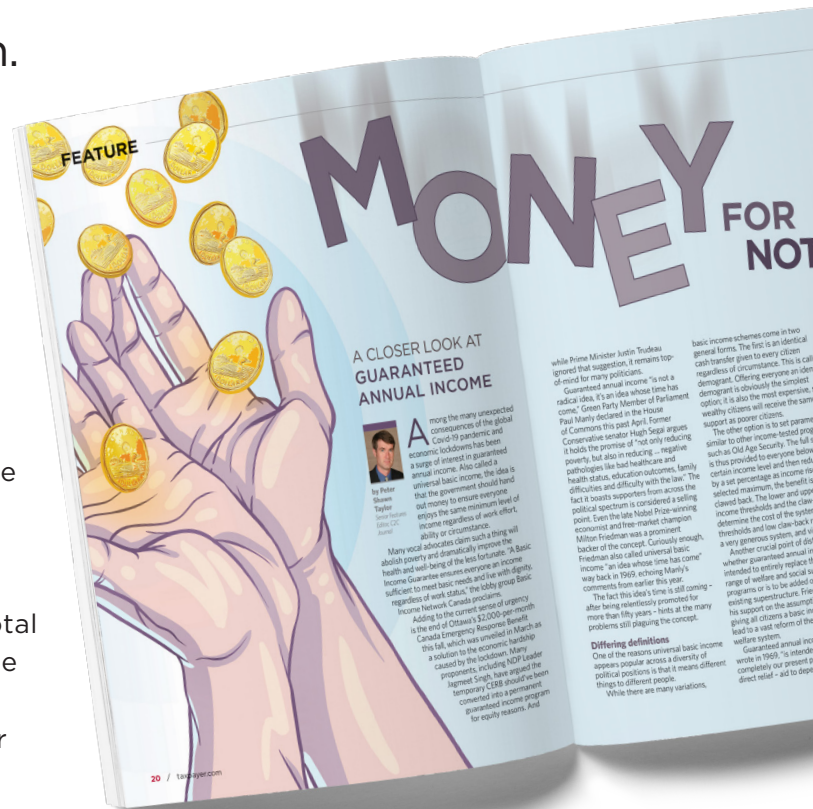 n.
e
otal
e
r
FEATURE
MONEY
FOR
NOT
A CLOSER LOOK AT
GUARANTEED
ANNUAL INCOME
by Peter
Shawn
Taylor
Senior Features
Editor, C2C
Journal
Among the many unexpected
consequences of the global
Covid-19 pandemic and
economic lockdowns has been
a surge of interest in guaranteed
annual income. Also called a
universal basic income, the idea is
that the government should hand
out money to ensure everyone
enjoys the same minimum level of
income regardless of work effort,
ability or circumstance.
Many vocal advocates claim such a thing will
abolish poverty and dramatically improve the
health and well-being of the less fortunate. "A Basic
Income Guarantee ensures everyone an income
sufficient to meet basic needs and live with dignity,
regardless of work status," the lobby group Basic
Income Network Canada proclaims.
Adding to the current sense of urgency
is the end of Ottawa's $2,000-per-month
Canada Emergency Response Benefit
this fall, which was unveiled in March as
a solution to the economic hardship
caused by the lockdown. Many
proponents, including NDP Leader
Jagmeet Singh, have argued the
temporary CERB should've been
converted into a permanent
guaranteed income program
for equity reasons. And
while Prime Minister Justin Trudeau
ignored that suggestion, it remains top-
of-mind for many politicians.
Guaranteed annual income "is not a
radical idea, it's an idea whose time has
come," Green Party Member of Parliament
Paul Manly declared in the House
of Commons this past April. Former
Conservative senator Hugh Segal argues
it holds the promise of "not only reducing
poverty, but also in reducing ... negative
pathologies like bad healthcare and
health status, education outcomes, family
difficulties and difficulty with the law." The
fact it boasts supporters from across the
political spectrum is considered a selling
point. Even the late Nobel Prize-winning
economist and free-market champion
Milton Friedman was a prominent
backer of the concept. Curiously enough,
Friedman also called universal basic
income "an idea whose time has come"
way back in 1969, echoing Manly's
comments from earlier this year.
The fact this idea's time is still coming –
after being relentlessly promoted for
more than fifty years – hints at the many
problems still plaguing the concept.
Differing definitions
One of the reasons universal basic income
appears popular across a diversity of
political positions is that it means different
things to different people.
While there are many variations,
basic income schemes come in two
general forms. The first is an identical
cash transfer given to every citizen
regardless of circumstance. This is call
demogrant. Offering everyone an iden
demogrant is obviously the simplest
option; it is also the most expensive,
wealthy citizens will receive the sam
support as poorer citizens.
The other option is to set parame
similar to other income-tested prog
such as Old Age Security. The full
is thus provided to everyone below
certain income level and then redu
by a set percentage as income ris
selected maximum, the benefit is
clawed back. The lower and uppe
income thresholds and the claw
determine the cost of the system
thresholds and low claw-back r
a very generous system, and vi
Another crucial point of dist
whether guaranteed annual in
intended to entirely replace th
range of welfare and social su
programs or is to be added o
existing superstructure. Frie
his support on the assumpt
giving all citizens a basic in
lead to a vast reform of the
welfare system.
Guaranteed annual inco
wrote in 1969, "is intende
completely our present p
direct relief – aid to depe
20 / taxpayer.com